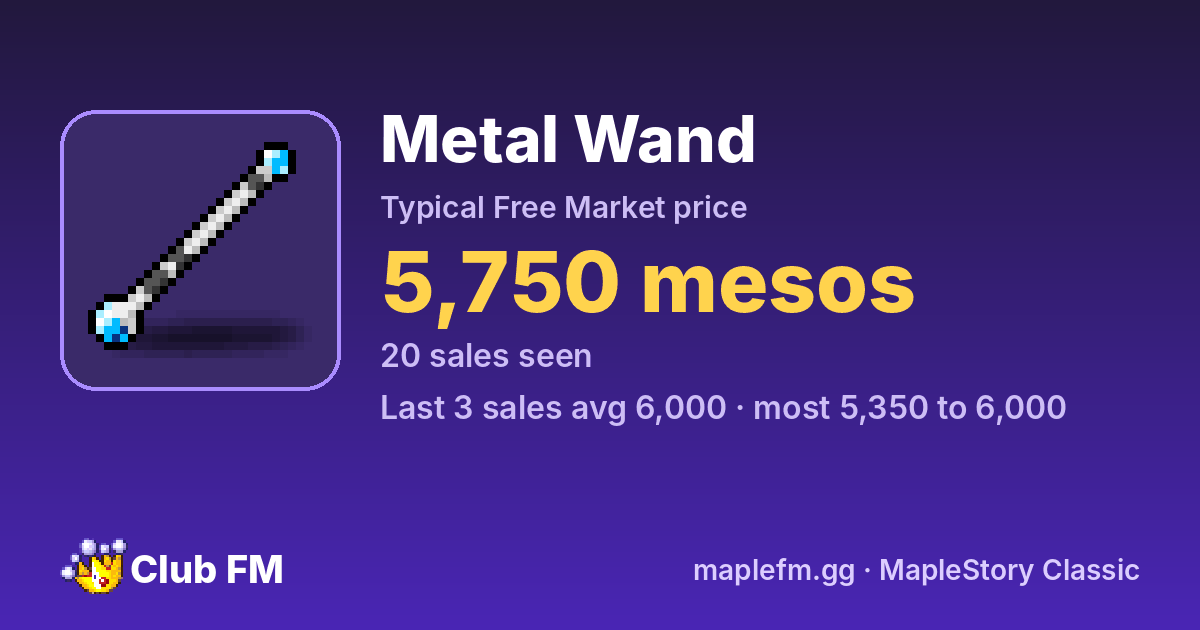 Metal Wand
Typical Free Market price
5,750 mesos
20 sales seen
Last 3 sales avg 6,000 · most 5,350 to 6,000
Club FM
maplefm.gg · MapleStory Classic